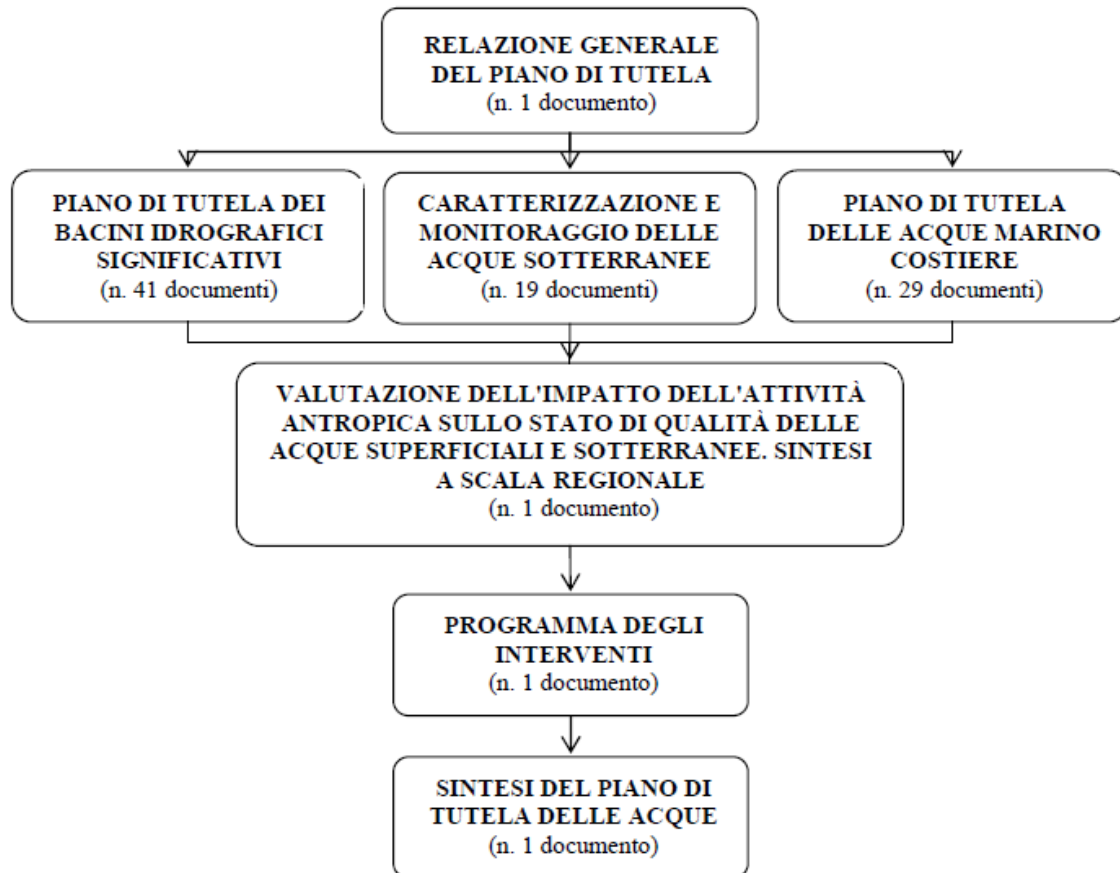 RELAZIONE GENERALE
DEL PIANO DI TUTELA
(n. 1 documento)
PIANO DI TUTELA DEI
BACINI IDROGRAFICI
SIGNIFICATIVI
(n. 41 documenti)
CARATTERIZZAZIONE E
MONITORAGGIO DELLE
ACQUE SOTTERRANEE
(n. 19 documenti)
PIANO DI TUTELA
DELLE ACQUE MARINO
COSTIERE
(n. 29 documenti)
VALUTAZIONE DELL'IMPATTO DELL'ATTIVITÀ
ANTROPICA SULLO STATO DI QUALITÀ DELLE
ACQUE SUPERFICIALI E SOTTERRANEE. SINTESI
A SCALA REGIONALE
(n. 1 documento)
PROGRAMMA DEGLI
INTERVENTI
(n. 1 documento)
SINTESI DEL PIANO DI
TUTELA DELLE ACQUE
(n. 1 documento)